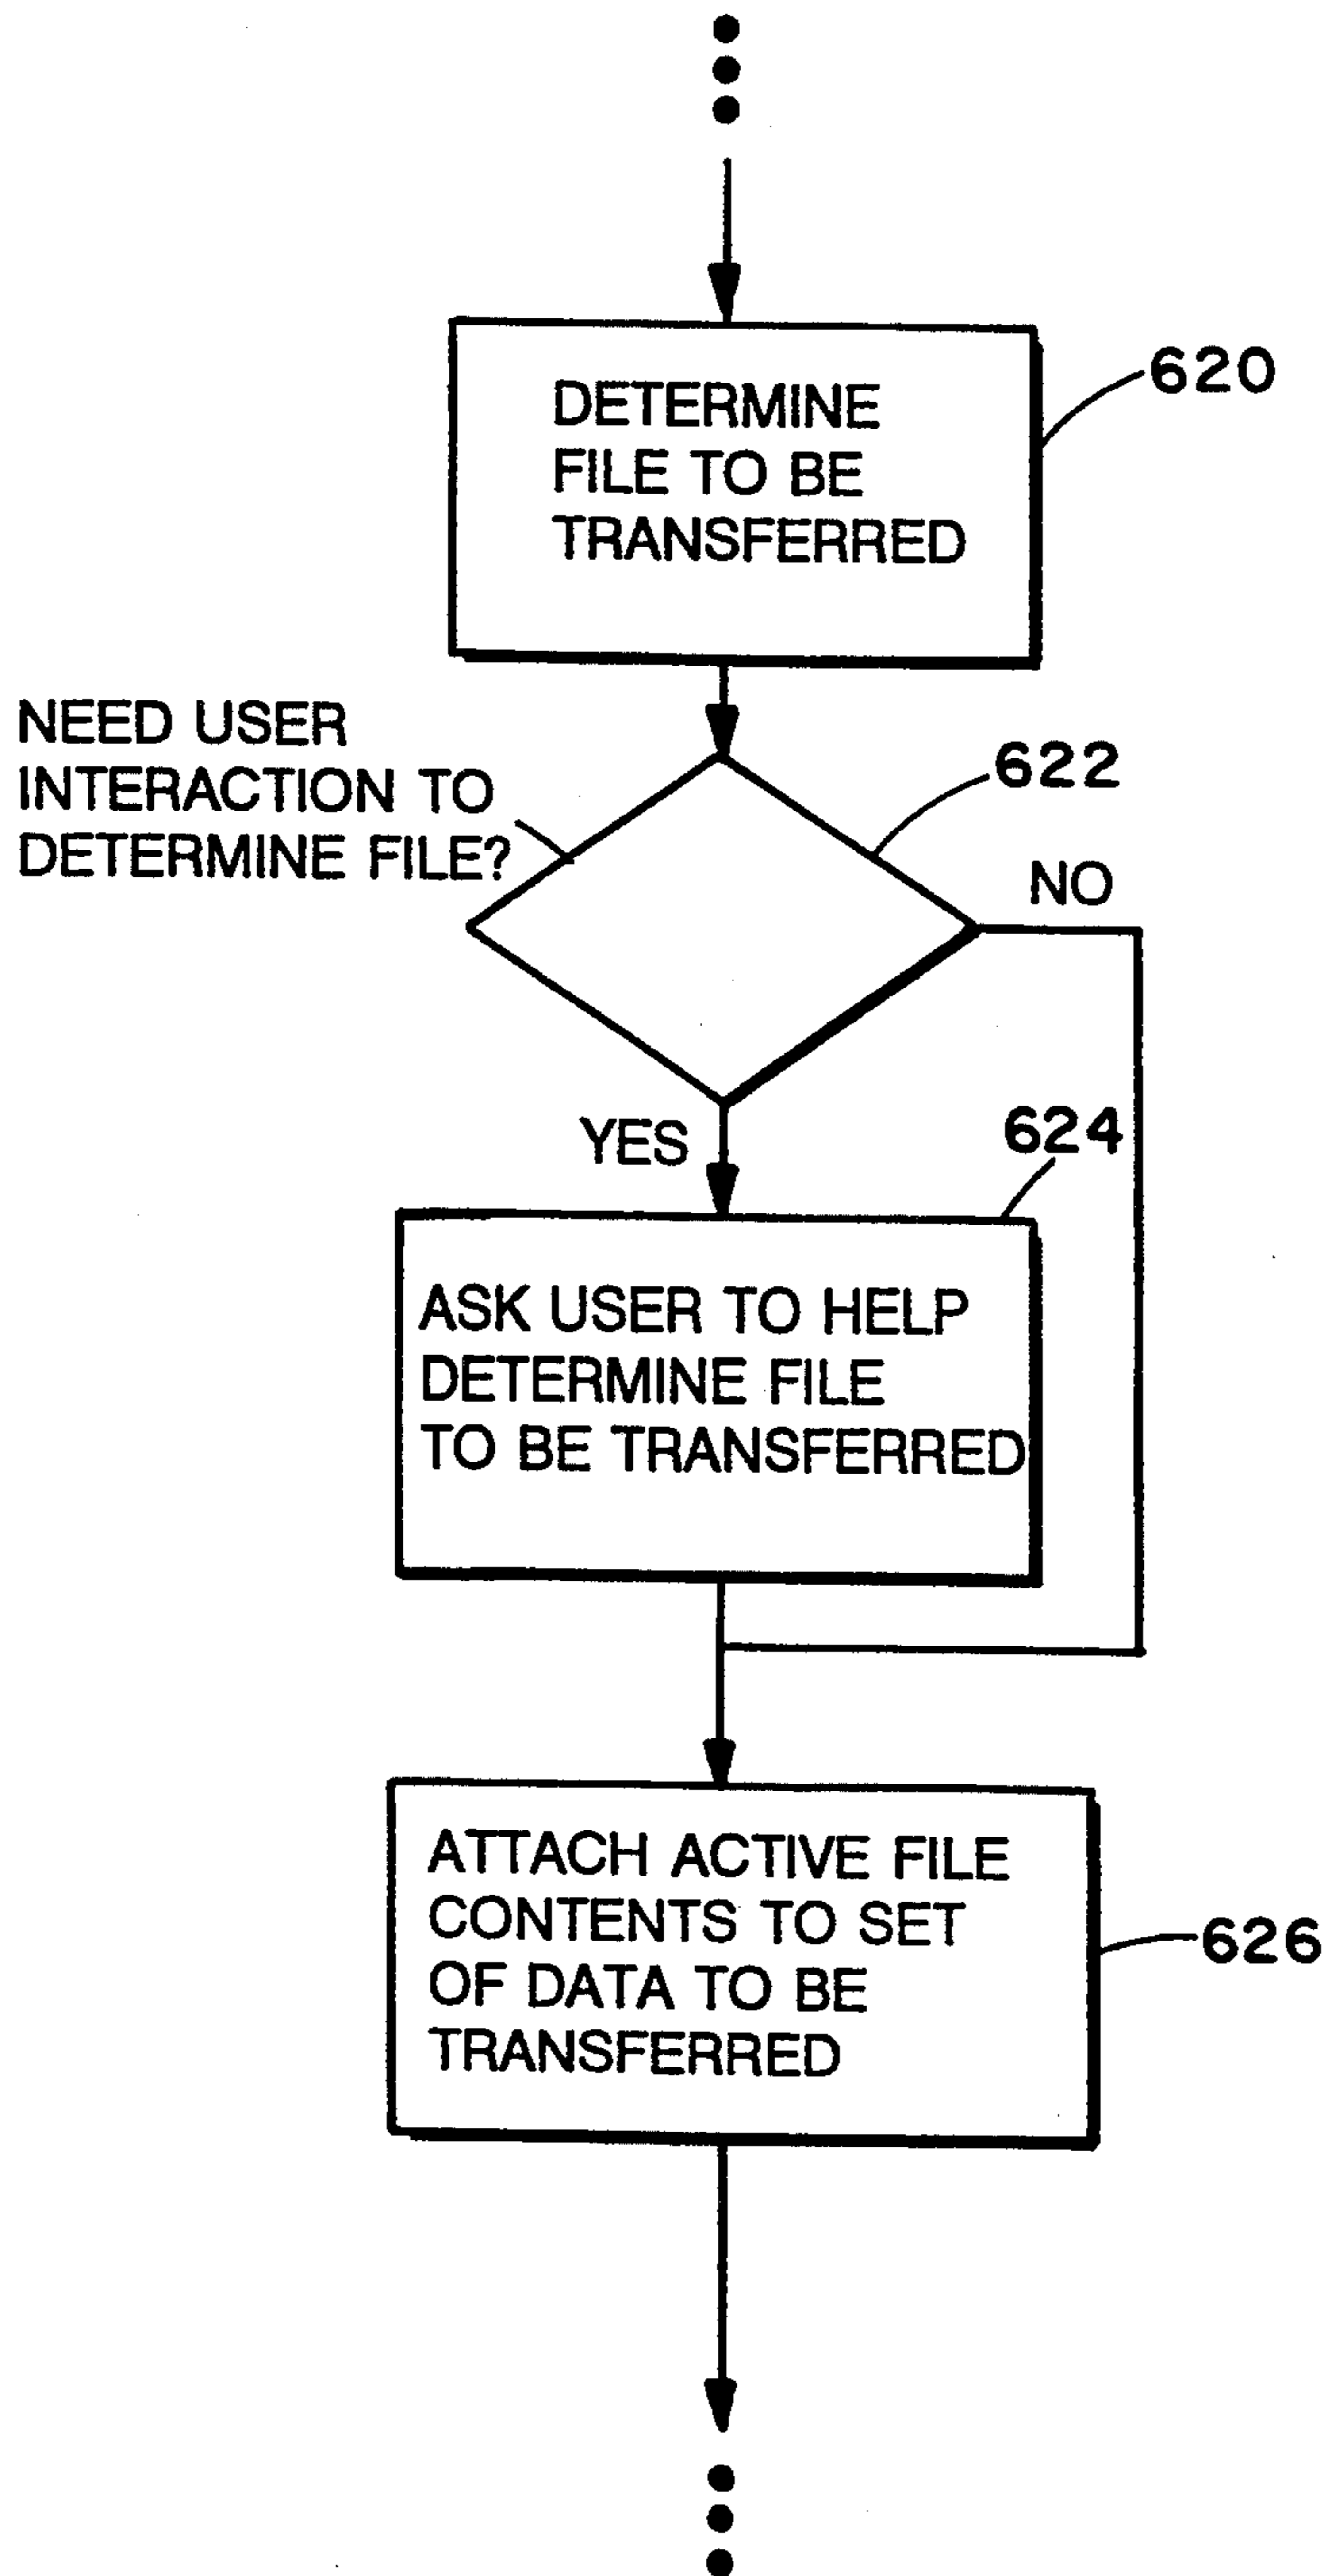 DETERMINE
FILE TO BE
TRANSFERRED
620
NEED USER
INTERACTION TO
DETERMINE FILE?
622
NO
YES
624
ASK USER TO HELP
DETERMINE FILE
TO BE TRANSFERRED
ATTACH ACTIVE FILE
CONTENTS TO SET
OF DATA TO BE
TRANSFERRED
626